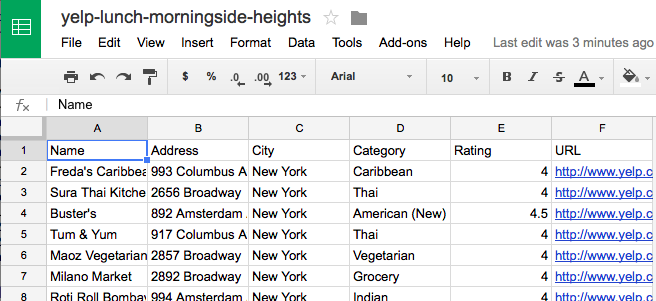 yelp-lunch-morningside-heights
File Edit View Insert Format Data Tools Add-ons Help Last edit was 3 minutes ago
$ % .0 .00 123 Arial 10 B I S A
fx Name
A B C D E F
1 Name Address City Category Rating URL
2 Freda's Caribbea 993 Columbus A New York Caribbean 4 http://www.yelp.c
3 Sura Thai Kitche 2656 Broadway New York Thai 4 http://www.yelp.c
4 Buster's 892 Amsterdam New York American (New) 4.5 http://www.yelp.c
5 Tum & Yum 917 Columbus A New York Thai 4 http://www.yelp.c
6 Maoz Vegetarian 2857 Broadway New York Vegetarian 4 http://www.yelp.c
7 Milano Market 2892 Broadway New York Grocery 4 http://www.yelp.c
8 Roti Roll Bombay 994 Amsterdam New York Indian 4 http://www.yelp.c